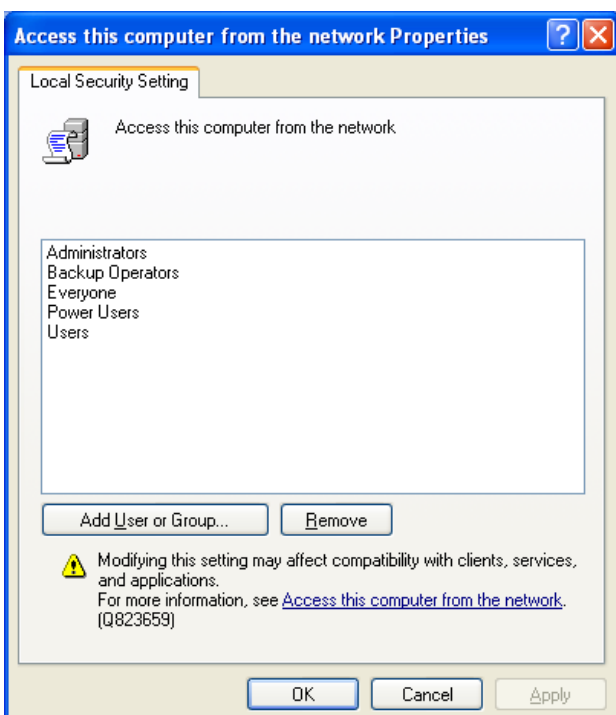 Access this computer from the network Properties
Local Security Setting
Access this computer from the network
Administrators
Backup Operators
Everyone
Power Users
Users
Add User or Group... Remove
Modifying this setting may affect compatibility with clients, services,
and applications.
For more information, see Access this computer from the network.
(Q823659)
OK Cancel Apply